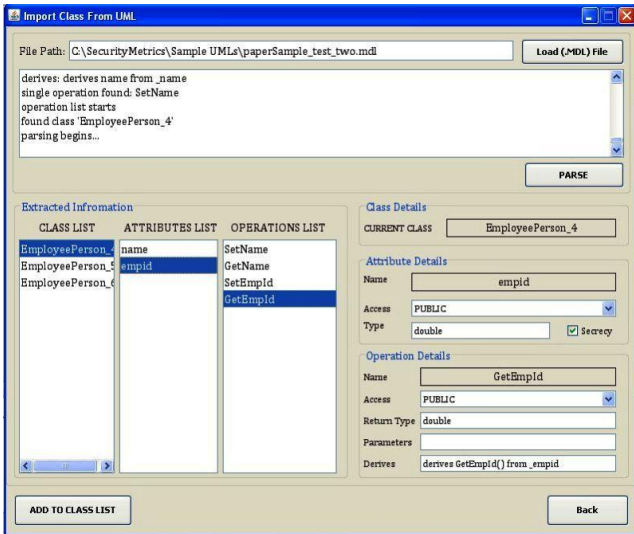 Import Class From UML
File Path: C:\SecurityMetrics\Sample UMLs\paperSample_test_two.mdl
Load (.MDL) File
derives: derives name from _name
single operation found: SetName
operation list starts
found class 'EmployeePerson_4'
parsing begins...
PARSE
Extracted Infromation
CLASS LIST
EmployeePerson_4
EmployeePerson_5
EmployeePerson_6
ATTRIBUTES LIST
name
empid
OPERATIONS LIST
SetName
GetName
SetEmpId
GetEmpId
Class Details
CURRENT CLASS EmployeePerson_4
Attribute Details
Name empid
Access PUBLIC
Type double
Secrecy
Operation Details
Name GetEmpId
Access PUBLIC
Return Type double
Parameters
Derives derives GetEmpId() from _empid
ADD TO CLASS LIST
Back